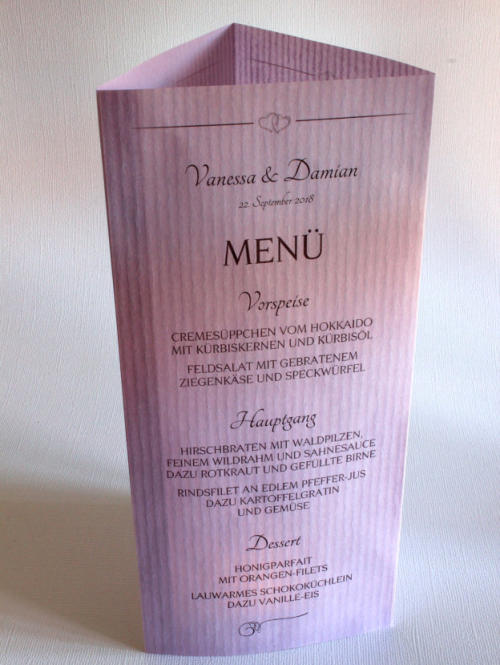 Vanessa & Damian
22. September 2018
MENÜ
Vorspeise
CREMESÜPPCHEN VOM HOKKAIDO
MIT KÜRBISKERNEN UND KÜRBISÖL
FELDSALAT MIT GEBRATENEM
ZIEGENKÄSE UND SPECKWÜRFEL
Hauptgang
HIRSCHBRATEN MIT WALDPILZEN,
FEINEM WILDRAHM UND SAHNESAUCE
DAZU ROTKRAUT UND GEFÜLLTE BIRNE
RINDSFILET AN EDLEM PFEFFER-JUS
DAZU KARTOFFELGRATIN
UND GEMÜSE
Dessert
HONIGPARFAIT
MIT ORANGEN-FILETS
LAUWARMES SCHOKOKÜCHLEIN
DAZU VANILLE-EIS